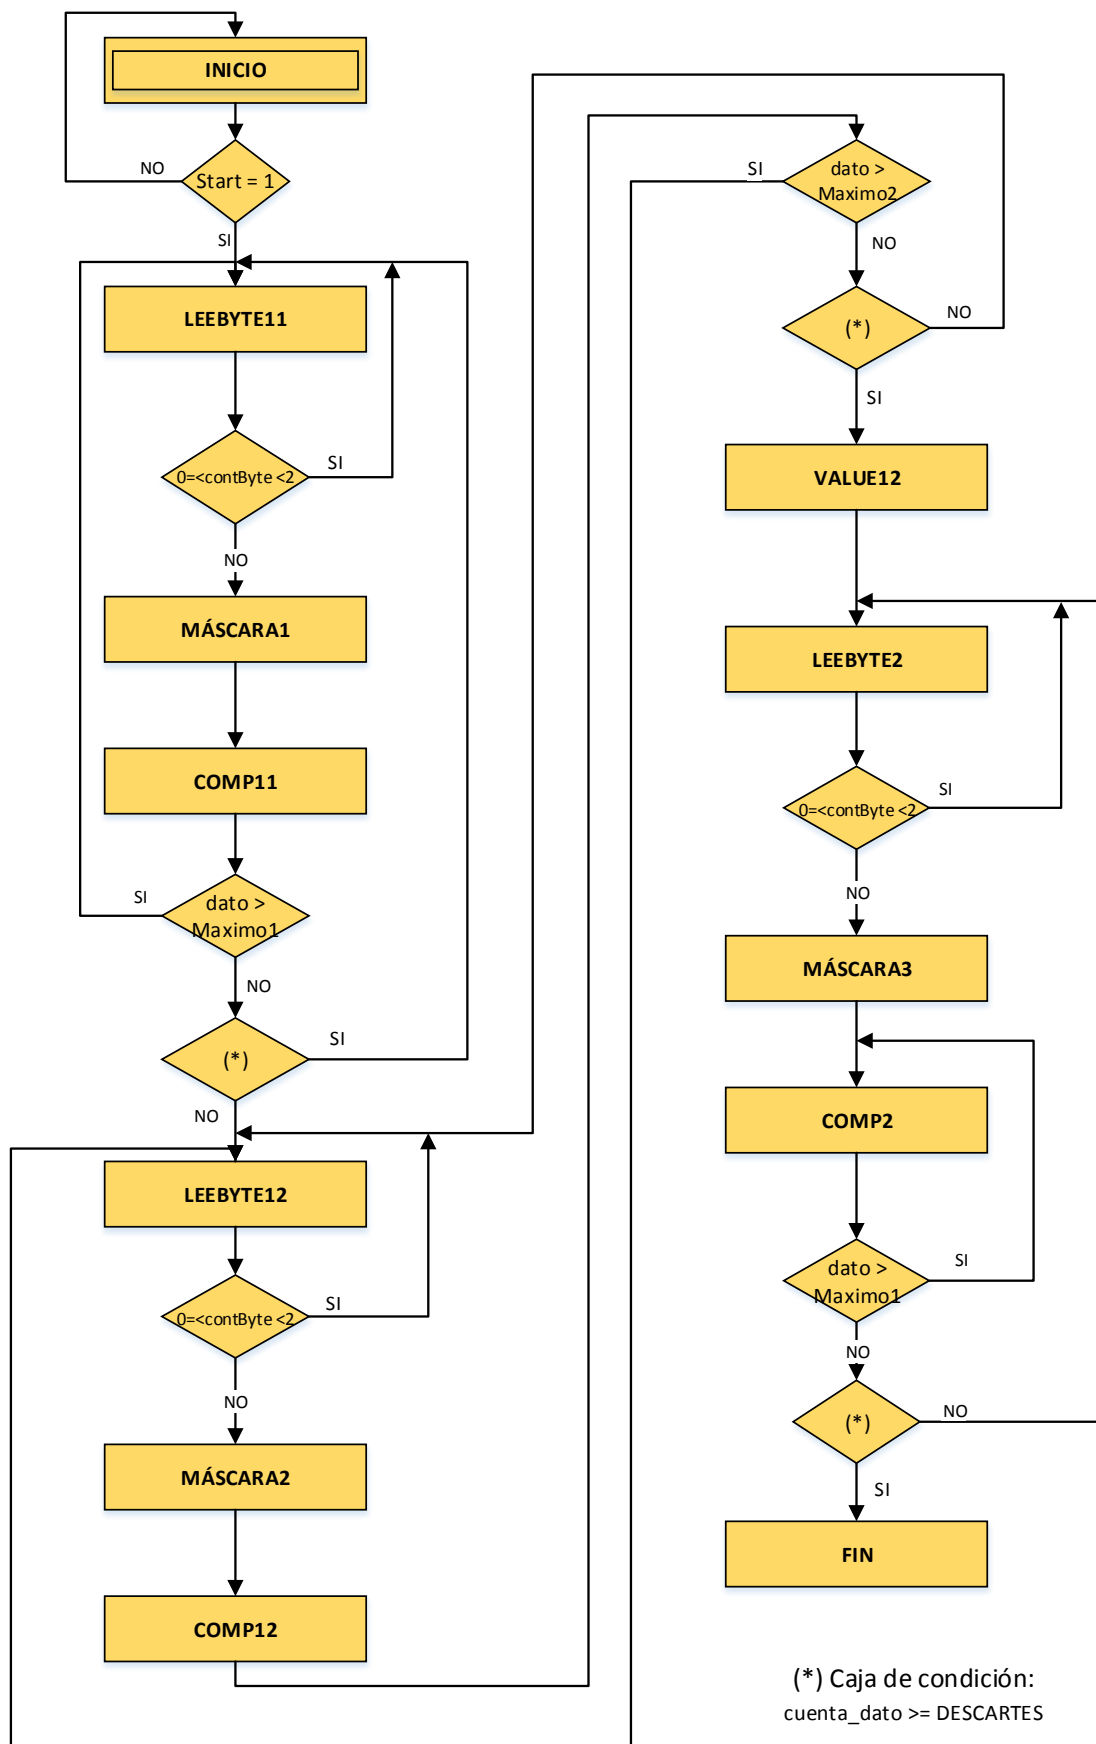 INICIO
NO
Start = 1
SI
LEEBYTE11
0=<contByte <2
SI
NO
MÁSCARA1
COMP11
SI
dato >
Maximo1
NO
(*)
SI
NO
LEEBYTE12
0=<contByte <2
SI
NO
MÁSCARA2
COMP12
SI
dato >
Maximo2
NO
(*)
NO
SI
VALUE12
LEEBYTE2
0=<contByte <2
SI
NO
MÁSCARA3
COMP2
dato >
Maximo1
SI
NO
(*)
NO
SI
FIN
(*) Caja de condición:
cuenta_dato >= DESCARTES